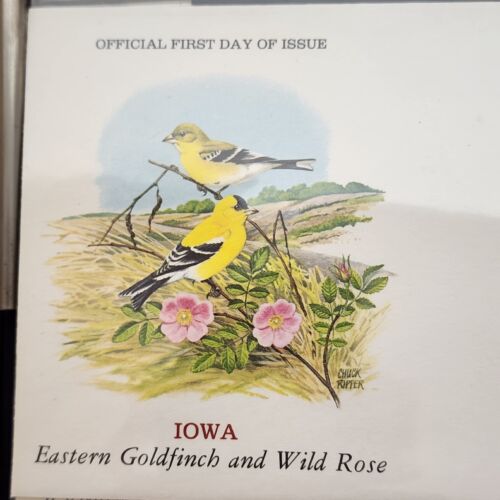 OFFICIAL FIRST DAY OF ISSUE
CHUCK
RIPPER
IOWA
Eastern Goldfinch and Wild Rose